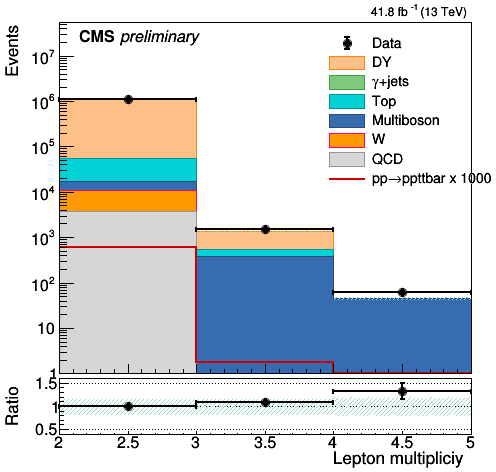 41.8 fb⁻¹ (13 TeV)
CMS preliminary
Events
10⁷
10⁶
10⁵
10⁴
10³
10²
10
1
Data
DY
γ+jets
Top
Multiboson
W
QCD
pp→ppttbar x 1000
Ratio
1.5
1
0.5
2 2.5 3 3.5 4 4.5 5
Lepton multipliciy